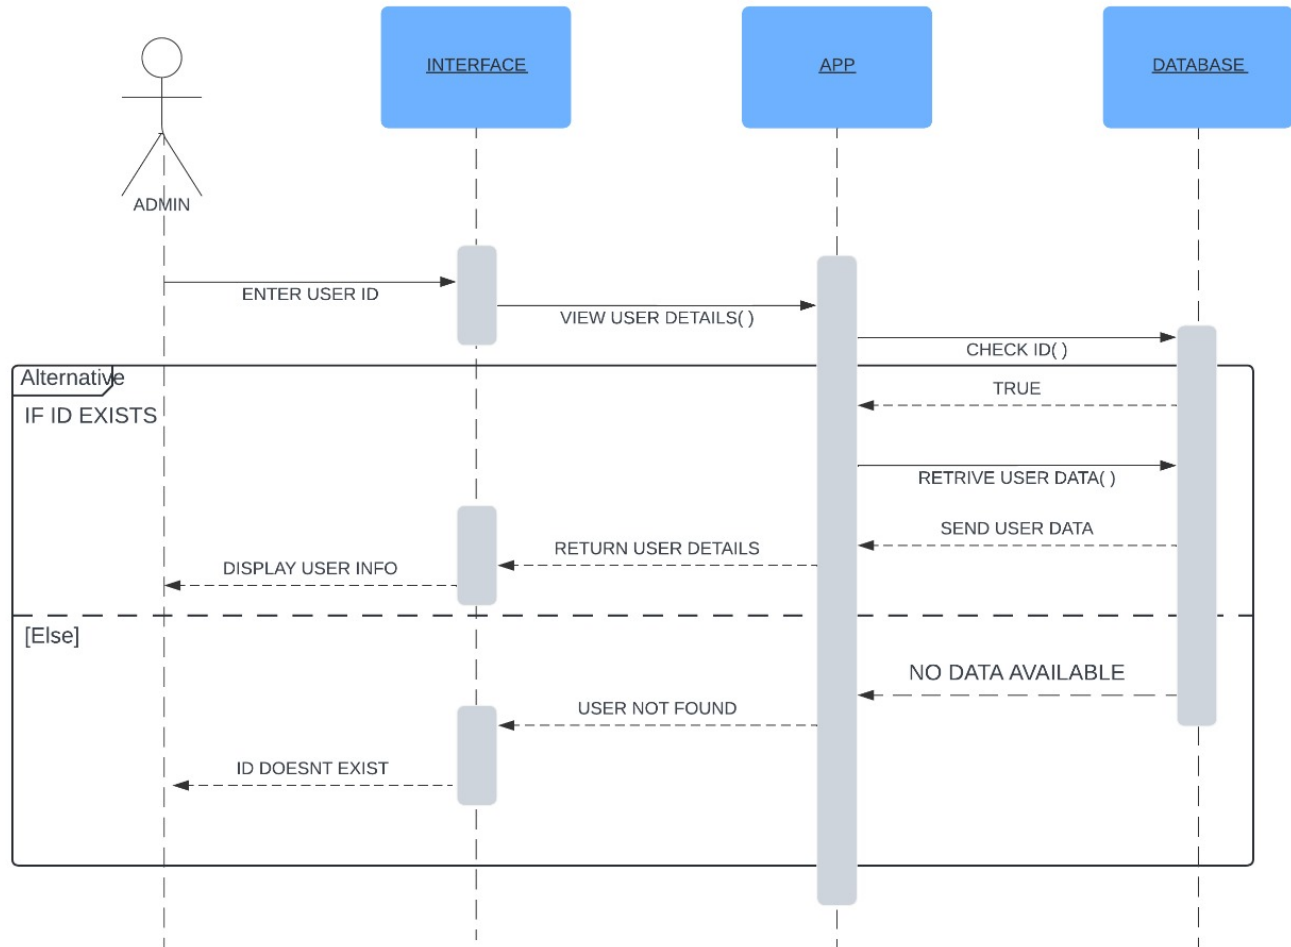 INTERFACE
APP
DATABASE
ADMIN
ENTER USER ID
VIEW USER DETAILS( )
CHECK ID( )
Alternative
IF ID EXISTS
TRUE
RETRIVE USER DATA( )
SEND USER DATA
RETURN USER DETAILS
DISPLAY USER INFO
[Else]
NO DATA AVAILABLE
USER NOT FOUND
ID DOESNT EXIST